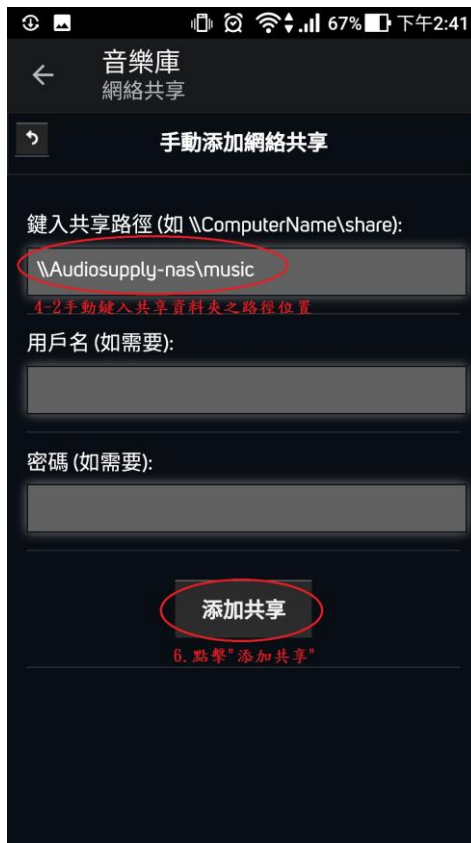 67% 下午2:41
音樂庫
網絡共享
手動添加網絡共享
鍵入共享路徑 (如 \\ComputerName\share):
\\Audiosupply-nas\music
4-2手動鍵入共享資料夾之路徑位置
用戶名 (如需要):
密碼 (如需要):
添加共享
6.點擊"添加共享"